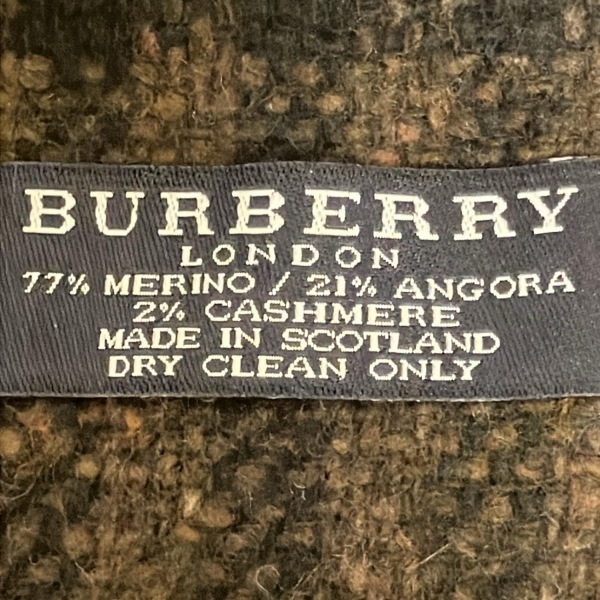 BURBERRY
LONDON
77% MERINO / 21% ANGORA
2% CASHMERE
MADE IN SCOTLAND
DRY CLEAN ONLY